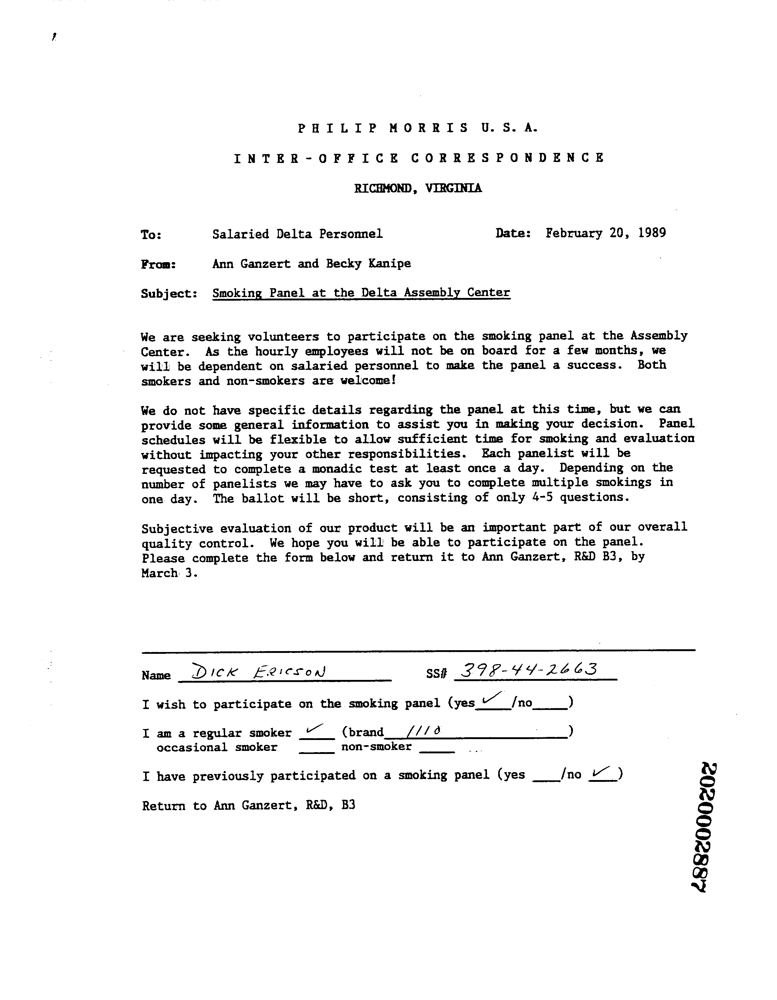 PHILIP MORRIS U. S. A.
INTER-OFFICE CORRESPONDENCE
RICHMOND, VIRGINIA
To: Salaried Delta Personnel Date: February 20, 1989
From: Ann Ganzert and Becky Kanipe
Subject: Smoking Panel at the Delta Assembly Center
We are seeking volunteers to participate on the smoking panel at the Assembly
Center. As the hourly employees will not be on board for a few months, we
will be dependent on salaried personnel to make the panel a success. Both
smokers and non-smokers are welcome!
We do not have specific details regarding the panel at this time, but we can
provide some general information to assist you in making your decision. Panel
schedules will be flexible to allow sufficient time for smoking and evaluation
without impacting your other responsibilities. Each panelist will be
requested to complete a monadic test at least once a day. Depending on the
number of panelists we may have to ask you to complete multiple smokings in
one day. The ballot will be short, consisting of only 4-5 questions.
Subjective evaluation of our product will be an important part of our overall
quality control. We hope you will be able to participate on the panel.
Please complete the form below and return it to Ann Ganzert, R&D B3, by
March 3.
Name DICK ERICSON SS# 398-44-2663
I wish to participate on the smoking panel (yes ✓ /no )
I am a regular smoker ✓ (brand )
occasional smoker non-smoker
I have previously participated on a smoking panel (yes /no ✓ )
Return to Ann Ganzert, R&D, B3
2020002887